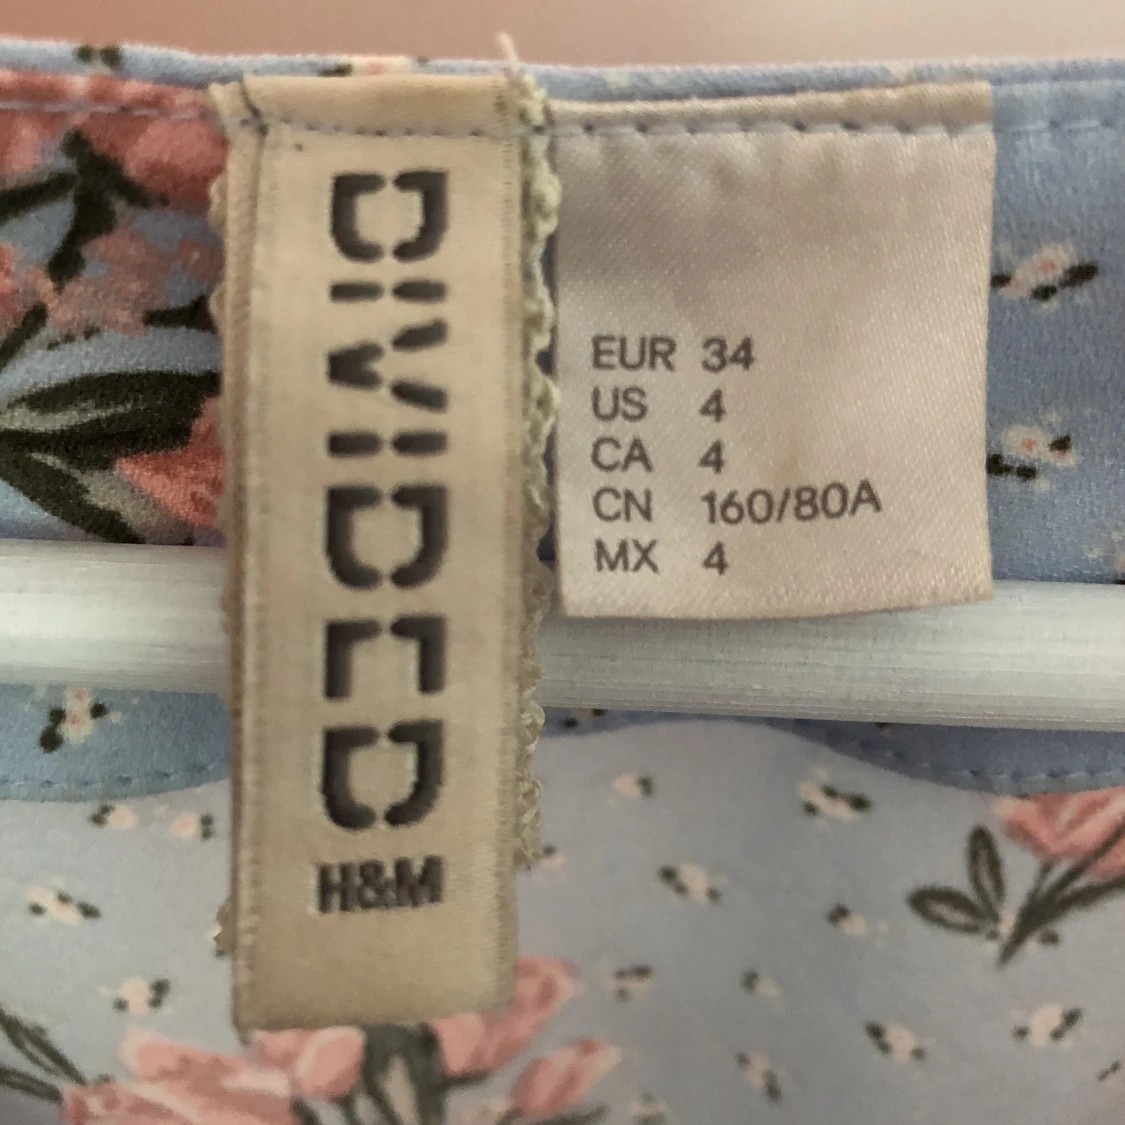 DIVIDED
H&M
EUR 34
US 4
CA 4
CN 160/80A
MX 4